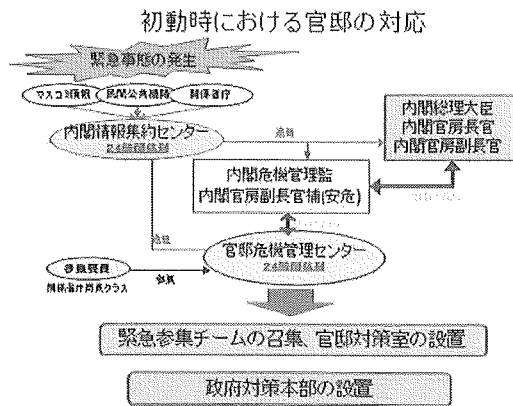 初動時における官邸の対応
緊急事態の発生
マスコミ情報
民間公共機関
関係省庁
内閣情報集約センター
24時間体制
速報
内閣総理大臣
内閣官房長官
内閣官房副長官
内閣危機管理監
内閣官房副長官補(安危)
速報
官邸危機管理センター
24時間体制
参集要員
関係省庁局長クラス
参集
緊急参集チームの召集、官邸対策室の設置
政府対策本部の設置